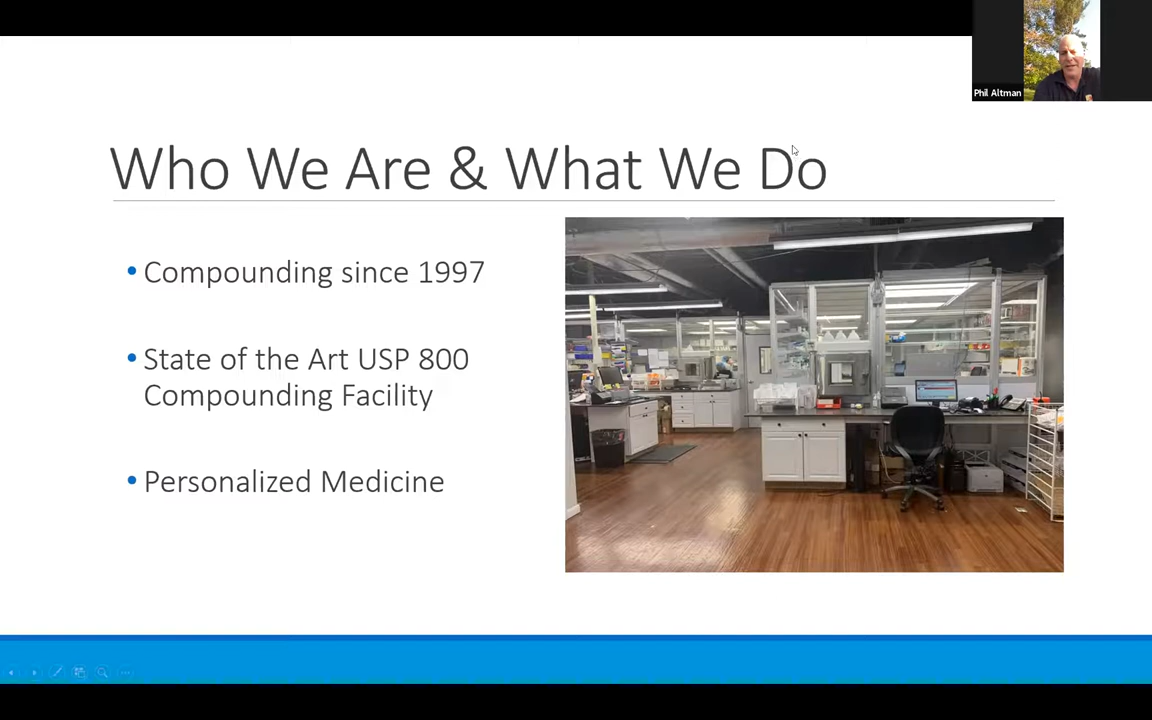 Phil Altman
Who We Are & What We Do
• Compounding since 1997
• State of the Art USP 800
Compounding Facility
• Personalized Medicine